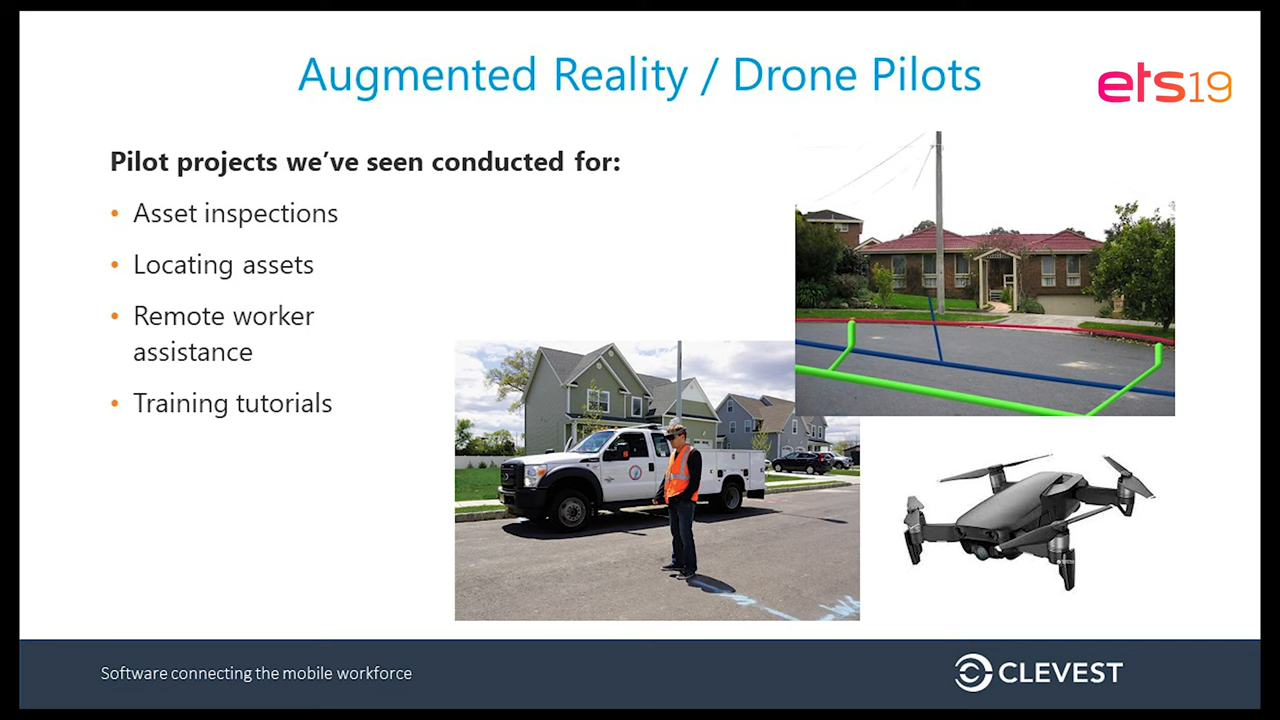 Augmented Reality / Drone Pilots
ets19
Pilot projects we've seen conducted for:
• Asset inspections
• Locating assets
• Remote worker
assistance
• Training tutorials
Software connecting the mobile workforce
CLEVEST